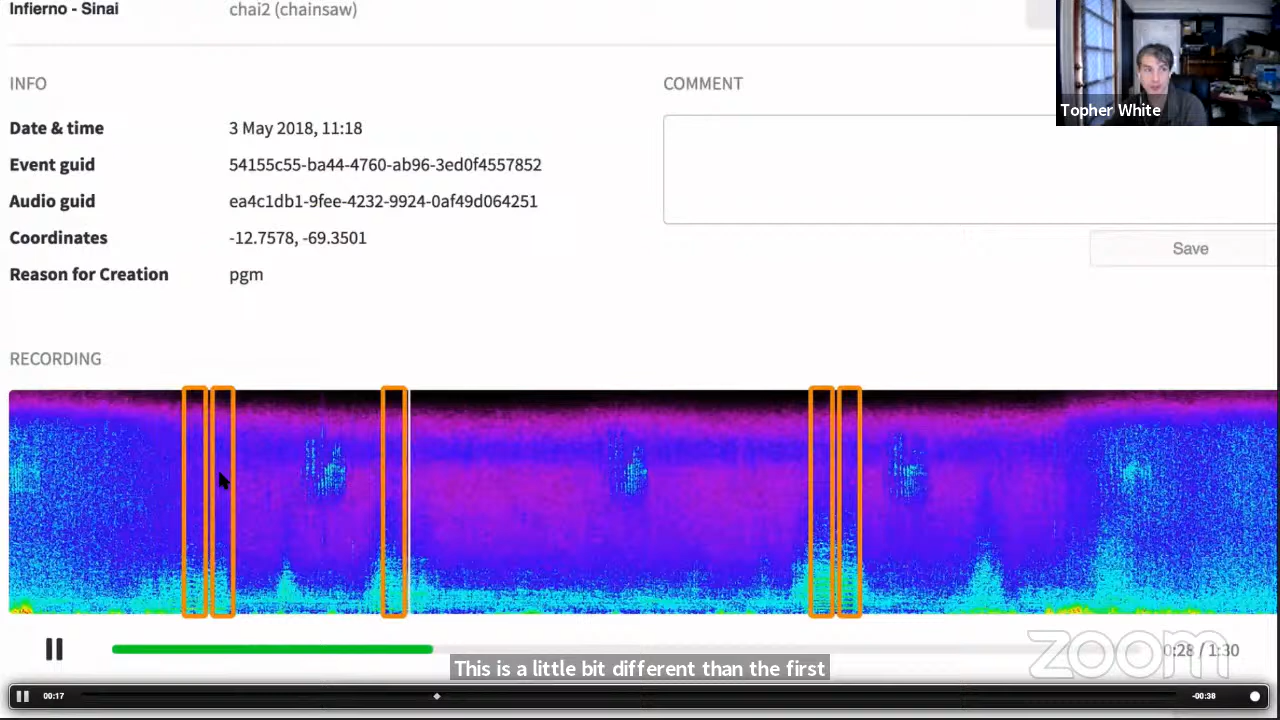 Infierno - Sinai
chai2 (chainsaw)
Topher White
INFO
COMMENT
Date & time
3 May 2018, 11:18
Event guid
54155c55-ba44-4760-ab96-3ed0f4557852
Audio guid
ea4c1db1-9fee-4232-9924-0af49d064251
Coordinates
-12.7578, -69.3501
Reason for Creation
pgm
Save
RECORDING
0:28 / 1:30
zoom
This is a little bit different than the first
00:17
-00:38